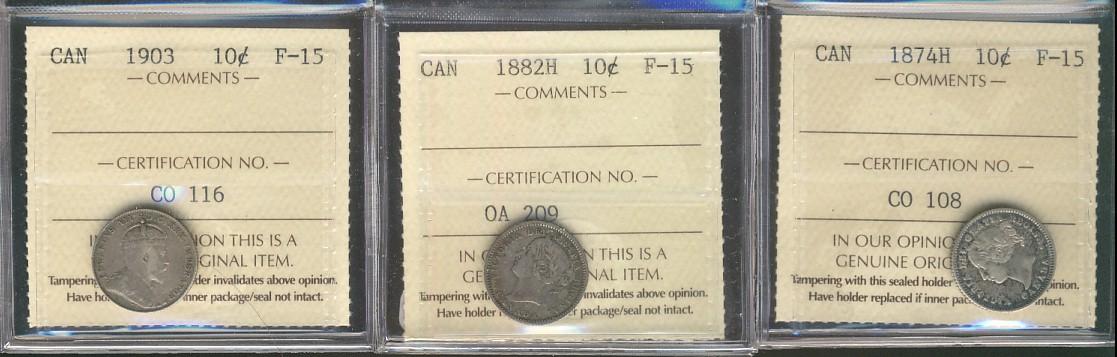 CAN 1903 10¢ F-15
— COMMENTS —
— CERTIFICATION NO. —
CO 116
THIS IS A
ITEM.
Tampering invalidates above opinion.
Have inner package/seal not intact.
CAN 1882H 10¢ F-15
— COMMENTS —
— CERTIFICATION NO. —
OA 209
IN THIS IS A
ITEM.
Tampering invalidates above opinion.
Have holder package/seal not intact.
CAN 1874H 10¢ F-15
— COMMENTS —
— CERTIFICATION NO. —
CO 108
IN OUR
GENUINE
Tampering with this sealed holder
Have holder replaced if inner